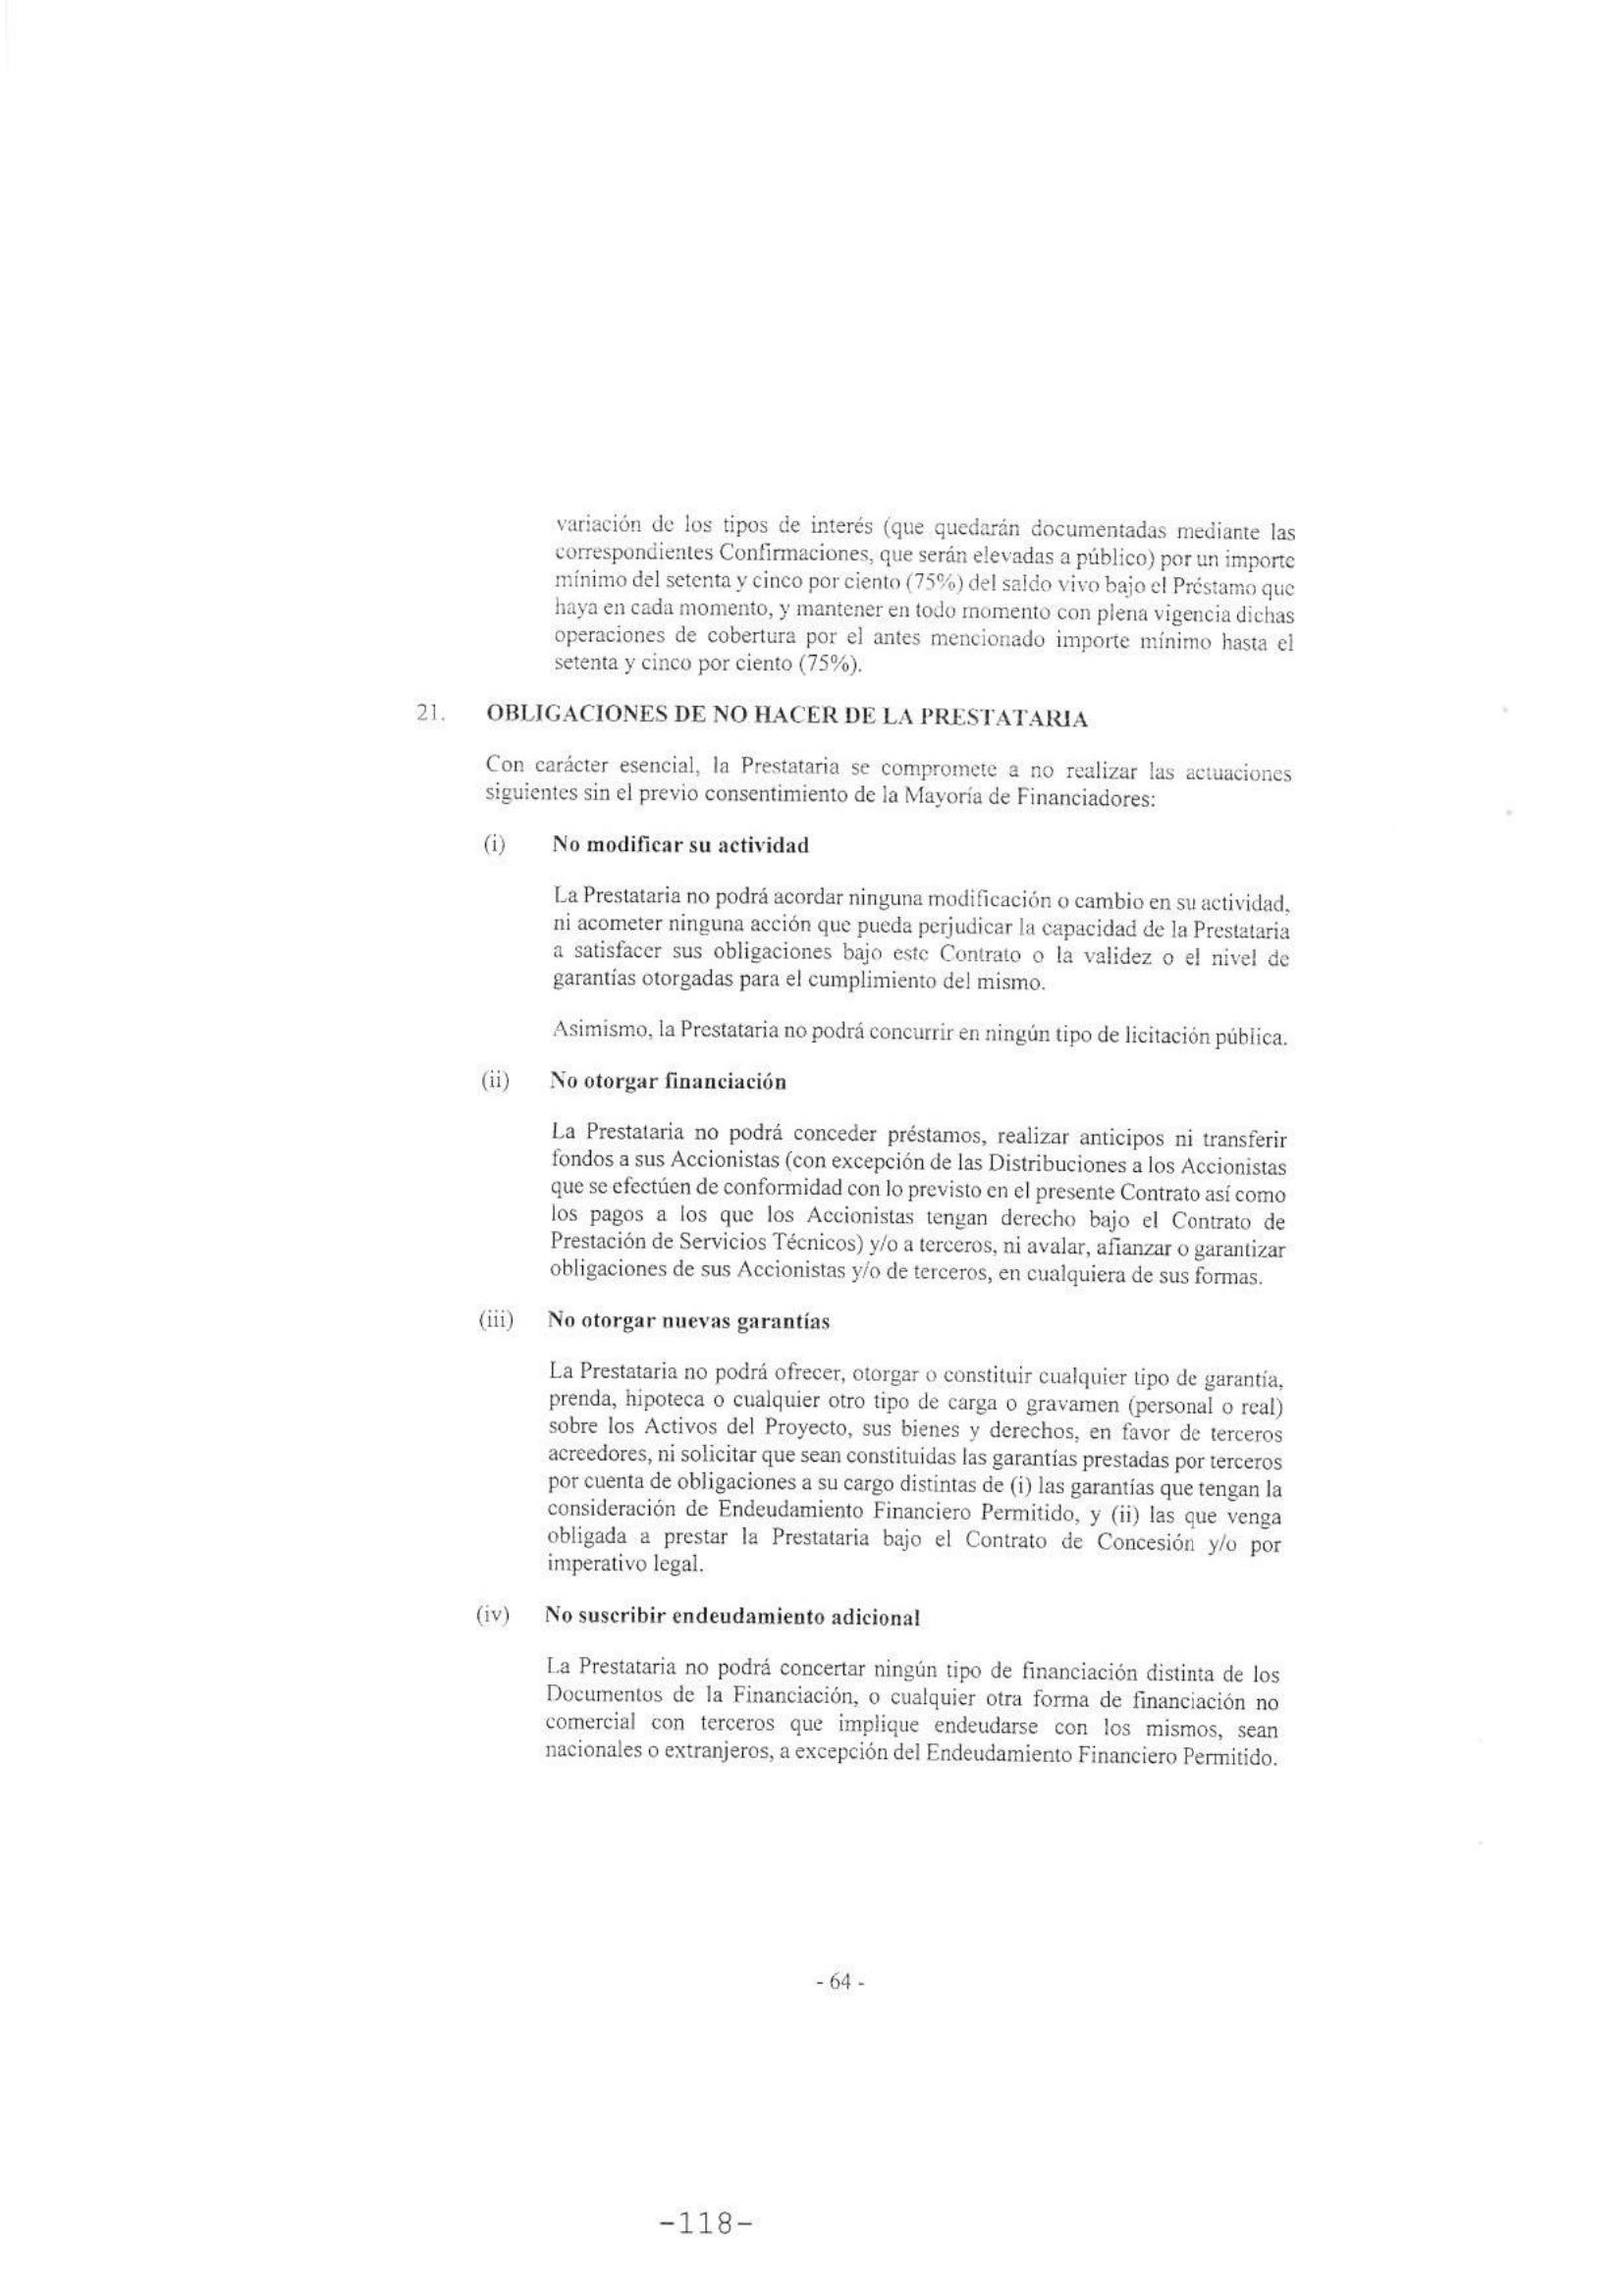 variación de los tipos de interés (que quedarán documentadas mediante las
correspondientes Confirmaciones, que serán elevadas a público) por un importe
mínimo del setenta y cinco por ciento (75%) del saldo vivo bajo el Préstamo que
haya en cada momento, y mantener en todo momento con plena vigencia dichas
operaciones de cobertura por el antes mencionado importe mínimo hasta el
setenta y cinco por ciento (75%).
21. OBLIGACIONES DE NO HACER DE LA PRESTATARIA
Con carácter esencial, la Prestataria se compromete a no realizar las actuaciones
siguientes sin el previo consentimiento de la Mayoría de Financiadores:
(i) No modificar su actividad
La Prestataria no podrá acordar ninguna modificación o cambio en su actividad,
ni acometer ninguna acción que pueda perjudicar la capacidad de la Prestataria
a satisfacer sus obligaciones bajo este Contrato o la validez o el nivel de
garantías otorgadas para el cumplimiento del mismo.
Asimismo, la Prestataria no podrá concurrir en ningún tipo de licitación pública.
(ii) No otorgar financiación
La Prestataria no podrá conceder préstamos, realizar anticipos ni transferir
fondos a sus Accionistas (con excepción de las Distribuciones a los Accionistas
que se efectúen de conformidad con lo previsto en el presente Contrato así como
los pagos a los que los Accionistas tengan derecho bajo el Contrato de
Prestación de Servicios Técnicos) y/o a terceros, ni avalar, afianzar o garantizar
obligaciones de sus Accionistas y/o de terceros, en cualquiera de sus formas.
(iii) No otorgar nuevas garantías
La Prestataria no podrá ofrecer, otorgar o constituir cualquier tipo de garantía,
prenda, hipoteca o cualquier otro tipo de carga o gravamen (personal o real)
sobre los Activos del Proyecto, sus bienes y derechos, en favor de terceros
acreedores, ni solicitar que sean constituidas las garantías prestadas por terceros
por cuenta de obligaciones a su cargo distintas de (i) las garantías que tengan la
consideración de Endeudamiento Financiero Permitido, y (ii) las que venga
obligada a prestar la Prestataria bajo el Contrato de Concesión y/o por
imperativo legal.
(iv) No suscribir endeudamiento adicional
La Prestataria no podrá concertar ningún tipo de financiación distinta de los
Documentos de la Financiación, o cualquier otra forma de financiación no
comercial con terceros que implique endeudarse con los mismos, sean
nacionales o extranjeros, a excepción del Endeudamiento Financiero Permitido.
- 64 -
-118-